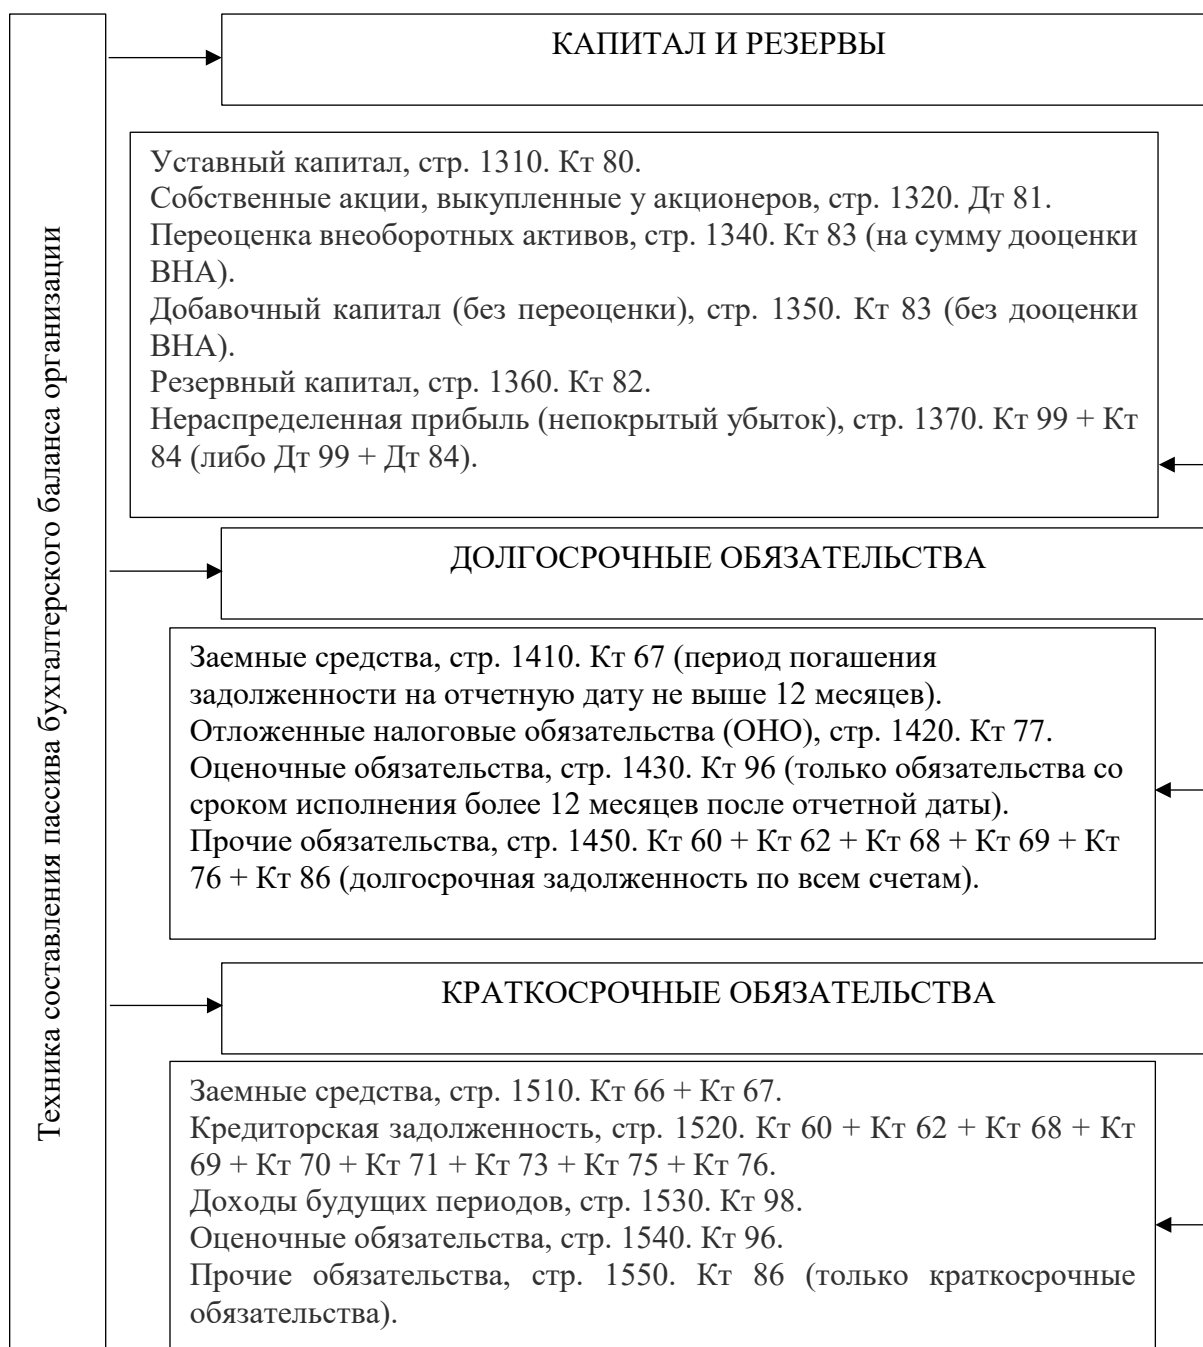 Техника составления пассива бухгалтерского баланса организации
КАПИТАЛ И РЕЗЕРВЫ
Уставный капитал, стр. 1310. Кт 80.
Собственные акции, выкупленные у акционеров, стр. 1320. Дт 81.
Переоценка внеоборотных активов, стр. 1340. Кт 83 (на сумму дооценки
ВНА).
Добавочный капитал (без переоценки), стр. 1350. Кт 83 (без дооценки
ВНА).
Резервный капитал, стр. 1360. Кт 82.
Нераспределенная прибыль (непокрытый убыток), стр. 1370. Кт 99 + Кт
84 (либо Дт 99 + Дт 84).
ДОЛГОСРОЧНЫЕ ОБЯЗАТЕЛЬСТВА
Заемные средства, стр. 1410. Кт 67 (период погашения
задолженности на отчетную дату не выше 12 месяцев).
Отложенные налоговые обязательства (ОНО), стр. 1420. Кт 77.
Оценочные обязательства, стр. 1430. Кт 96 (только обязательства со
сроком исполнения более 12 месяцев после отчетной даты).
Прочие обязательства, стр. 1450. Кт 60 + Кт 62 + Кт 68 + Кт 69 + Кт
76 + Кт 86 (долгосрочная задолженность по всем счетам).
КРАТКОСРОЧНЫЕ ОБЯЗАТЕЛЬСТВА
Заемные средства, стр. 1510. Кт 66 + Кт 67.
Кредиторская задолженность, стр. 1520. Кт 60 + Кт 62 + Кт 68 + Кт
69 + Кт 70 + Кт 71 + Кт 73 + Кт 75 + Кт 76.
Доходы будущих периодов, стр. 1530. Кт 98.
Оценочные обязательства, стр. 1540. Кт 96.
Прочие обязательства, стр. 1550. Кт 86 (только краткосрочные
обязательства).